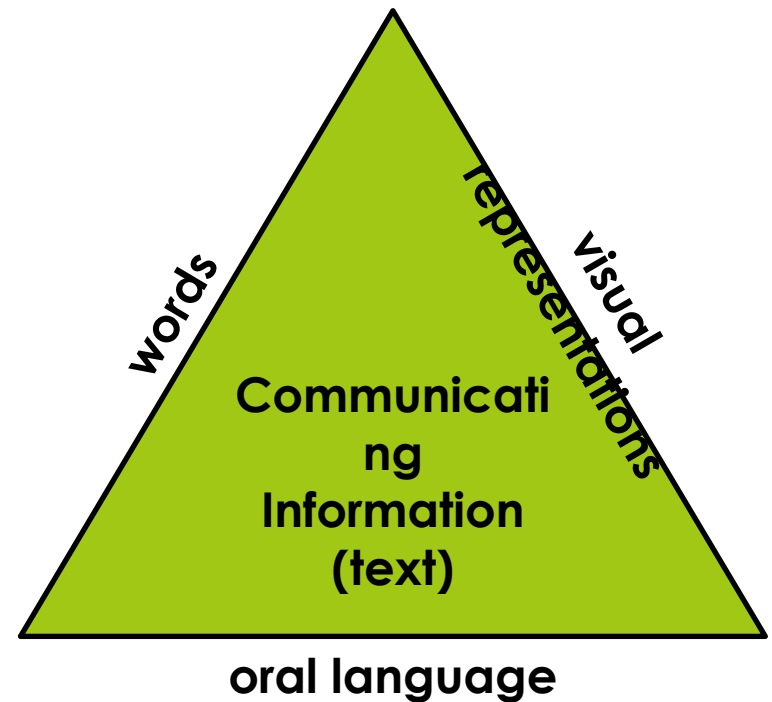 words
visual
representations
Communicati
ng
Information
(text)
oral language